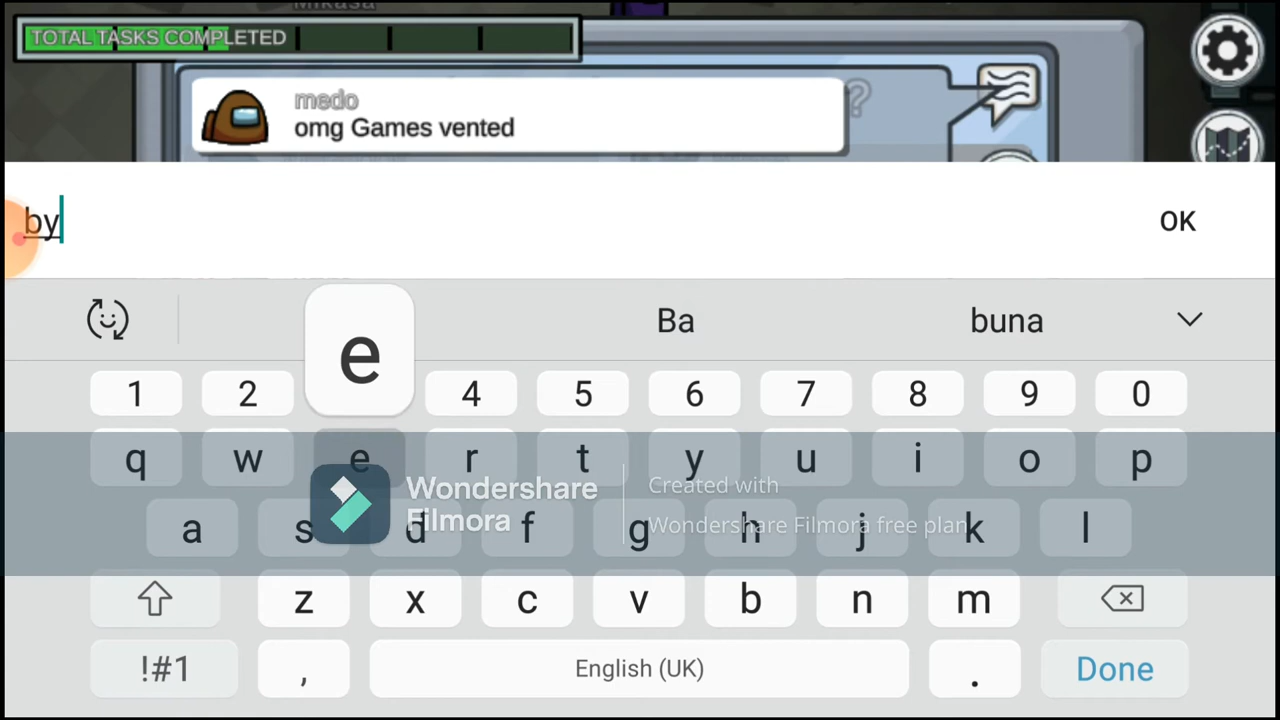 Mikasa
TOTAL TASKS COMPLETED
medo
omg Games vented
?
by
OK
e
Ba
buna
1 2 4 5 6 7 8 9 0
q w e r t y u i o p
Wondershare
Filmora
Created with
Wondershare Filmora free plan
a s d f g h j k l
z x c v b n m
!#1 , English (UK) . Done